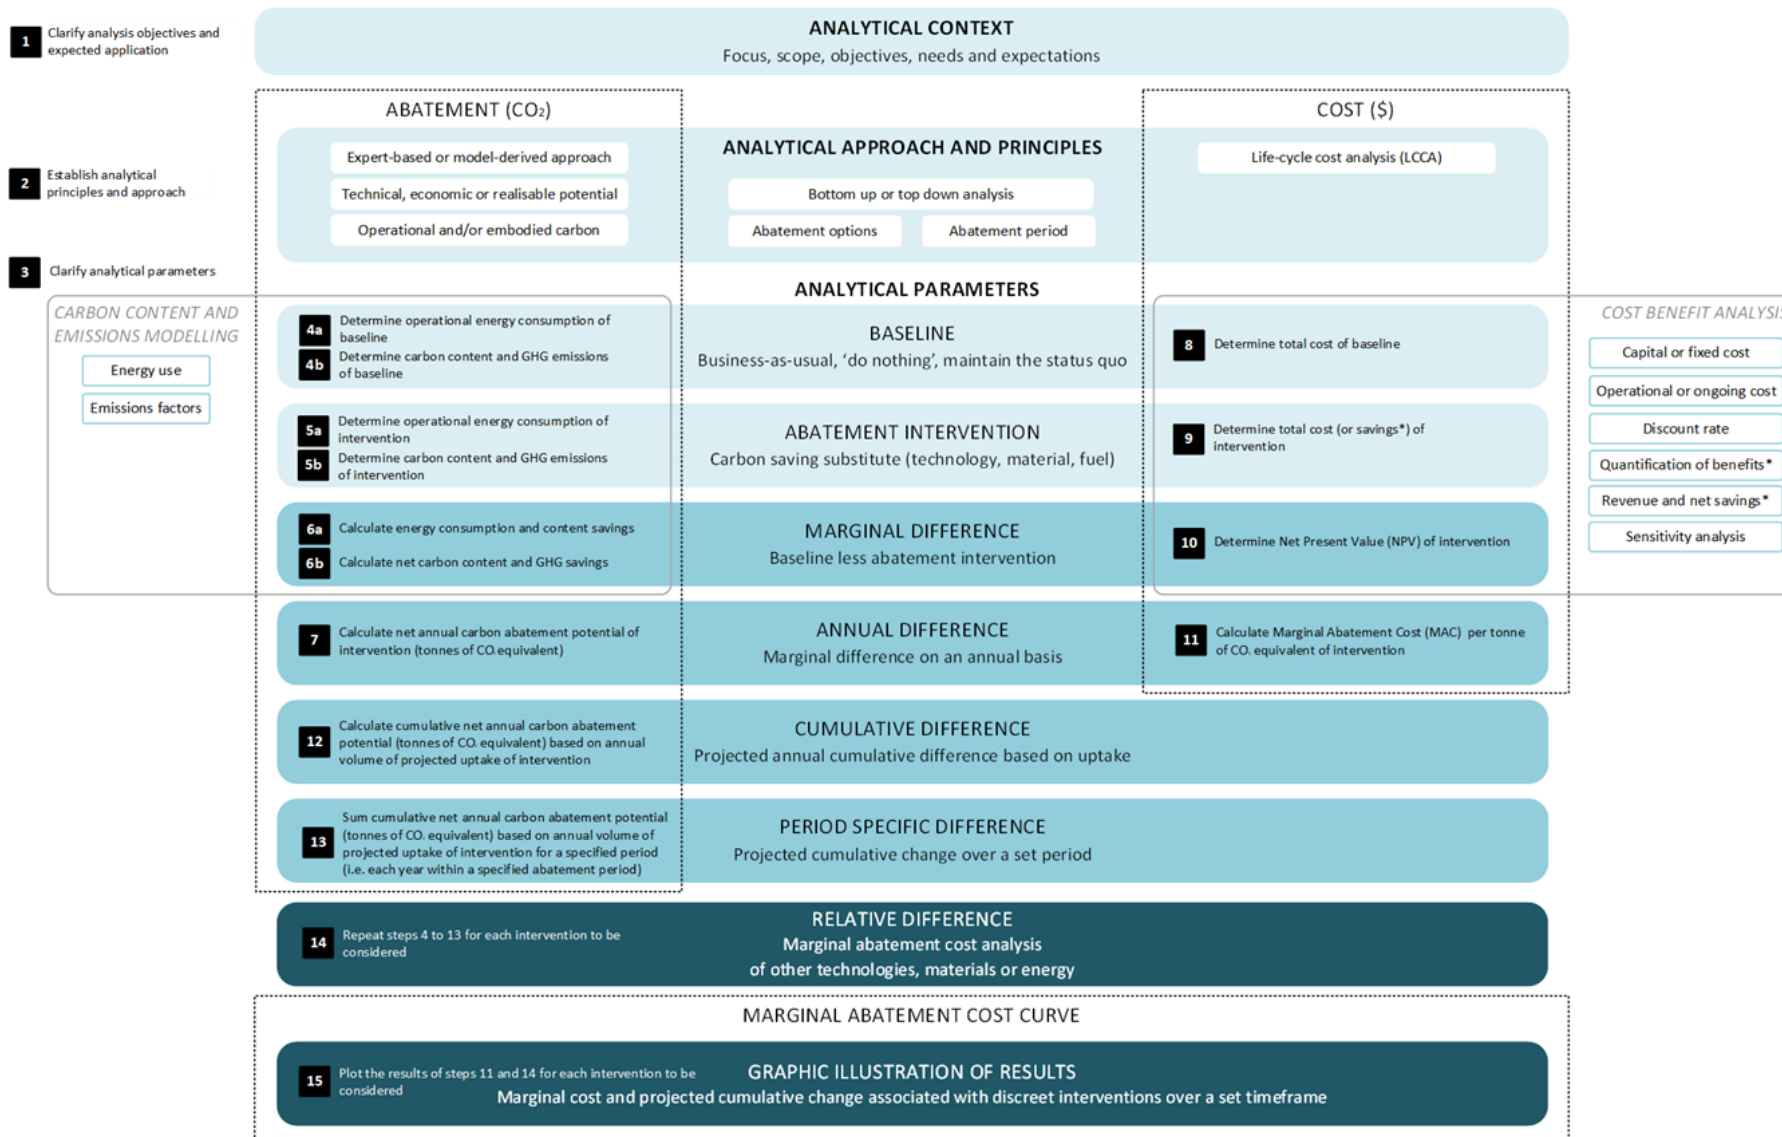 1
Clarify analysis objectives and
expected application
ANALYTICAL CONTEXT
Focus, scope, objectives, needs and expectations
ABATEMENT (CO₂)
COST ($)
2
Establish analytical
principles and approach
Expert-based or model-derived approach
Technical, economic or realisable potential
Operational and/or embodied carbon
ANALYTICAL APPROACH AND PRINCIPLES
Bottom up or top down analysis
Abatement options
Abatement period
Life-cycle cost analysis (LCCA)
3
Clarify analytical parameters
ANALYTICAL PARAMETERS
CARBON CONTENT AND
EMISSIONS MODELLING
Energy use
Emissions factors
4a
Determine operational energy consumption of
baseline
4b
Determine carbon content and GHG emissions
of baseline
BASELINE
Business-as-usual, ‘do nothing’, maintain the status quo
8
Determine total cost of baseline
COST BENEFIT ANALYSIS
Capital or fixed cost
Operational or ongoing cost
Discount rate
Quantification of benefits*
Revenue and net savings*
Sensitivity analysis
5a
Determine operational energy consumption of
intervention
5b
Determine carbon content and GHG emissions
of intervention
ABATEMENT INTERVENTION
Carbon saving substitute (technology, material, fuel)
9
Determine total cost (or savings*) of
intervention
6a
Calculate energy consumption and content savings
6b
Calculate net carbon content and GHG savings
MARGINAL DIFFERENCE
Baseline less abatement intervention
10
Determine Net Present Value (NPV) of intervention
7
Calculate net annual carbon abatement potential of
intervention (tonnes of CO₂ equivalent)
ANNUAL DIFFERENCE
Marginal difference on an annual basis
11
Calculate Marginal Abatement Cost (MAC) per tonne
of CO₂ equivalent of intervention
12
Calculate cumulative net annual carbon abatement
potential (tonnes of CO₂ equivalent) based on annual
volume of projected uptake of intervention
CUMULATIVE DIFFERENCE
Projected annual cumulative difference based on uptake
13
Sum cumulative net annual carbon abatement potential
(tonnes of CO₂ equivalent) based on annual volume of
projected uptake of intervention for a specified period
(i.e. each year within a specified abatement period)
PERIOD SPECIFIC DIFFERENCE
Projected cumulative change over a set period
14
Repeat steps 4 to 13 for each intervention to be
considered
RELATIVE DIFFERENCE
Marginal abatement cost analysis
of other technologies, materials or energy
MARGINAL ABATEMENT COST CURVE
15
Plot the results of steps 11 and 14 for each intervention to be
considered
GRAPHIC ILLUSTRATION OF RESULTS
Marginal cost and projected cumulative change associated with discreet interventions over a set timeframe